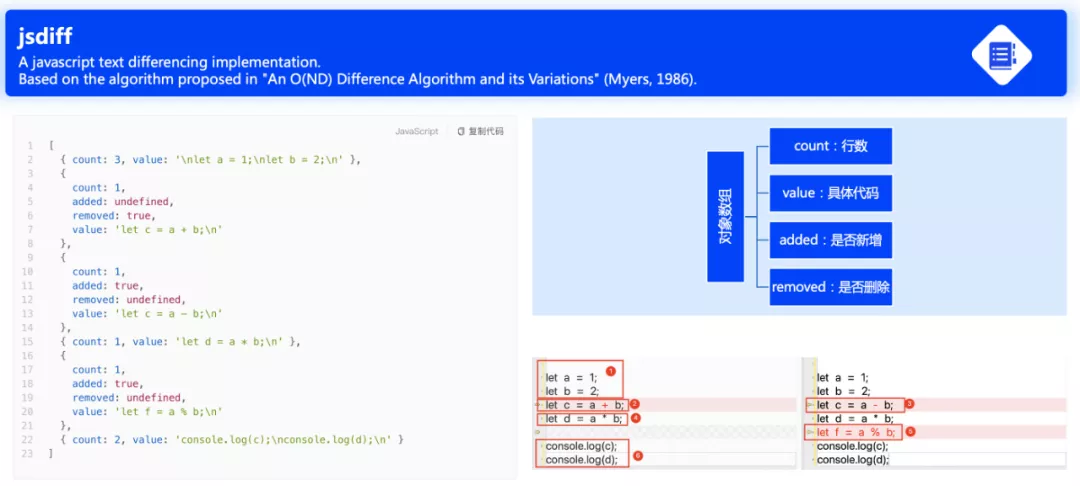 jsdiff
A javascript text differencing implementation.
Based on the algorithm proposed in "An O(ND) Difference Algorithm and its Variations" (Myers, 1986).
JavaScript 复制代码
1 [
2 { count: 3, value: '\nlet a = 1;\nlet b = 2;\n' },
3 {
4 count: 1,
5 added: undefined,
6 removed: true,
7 value: 'let c = a + b;\n'
8 },
9 {
10 count: 1,
11 added: true,
12 removed: undefined,
13 value: 'let c = a - b;\n'
14 },
15 { count: 1, value: 'let d = a * b;\n' },
16 {
17 count: 1,
18 added: true,
19 removed: undefined,
20 value: 'let f = a % b;\n'
21 },
22 { count: 2, value: 'console.log(c);\nconsole.log(d);\n' }
23 ]
对象数组
count：行数
value：具体代码
added：是否新增
removed：是否删除
let a = 1; 1
let b = 2;
let c = a + b; 2
let d = a * b; 4
console.log(c);
console.log(d); 6
let a = 1;
let b = 2;
let c = a - b; 3
let d = a * b;
let f = a % b; 5
console.log(c);
console.log(d);